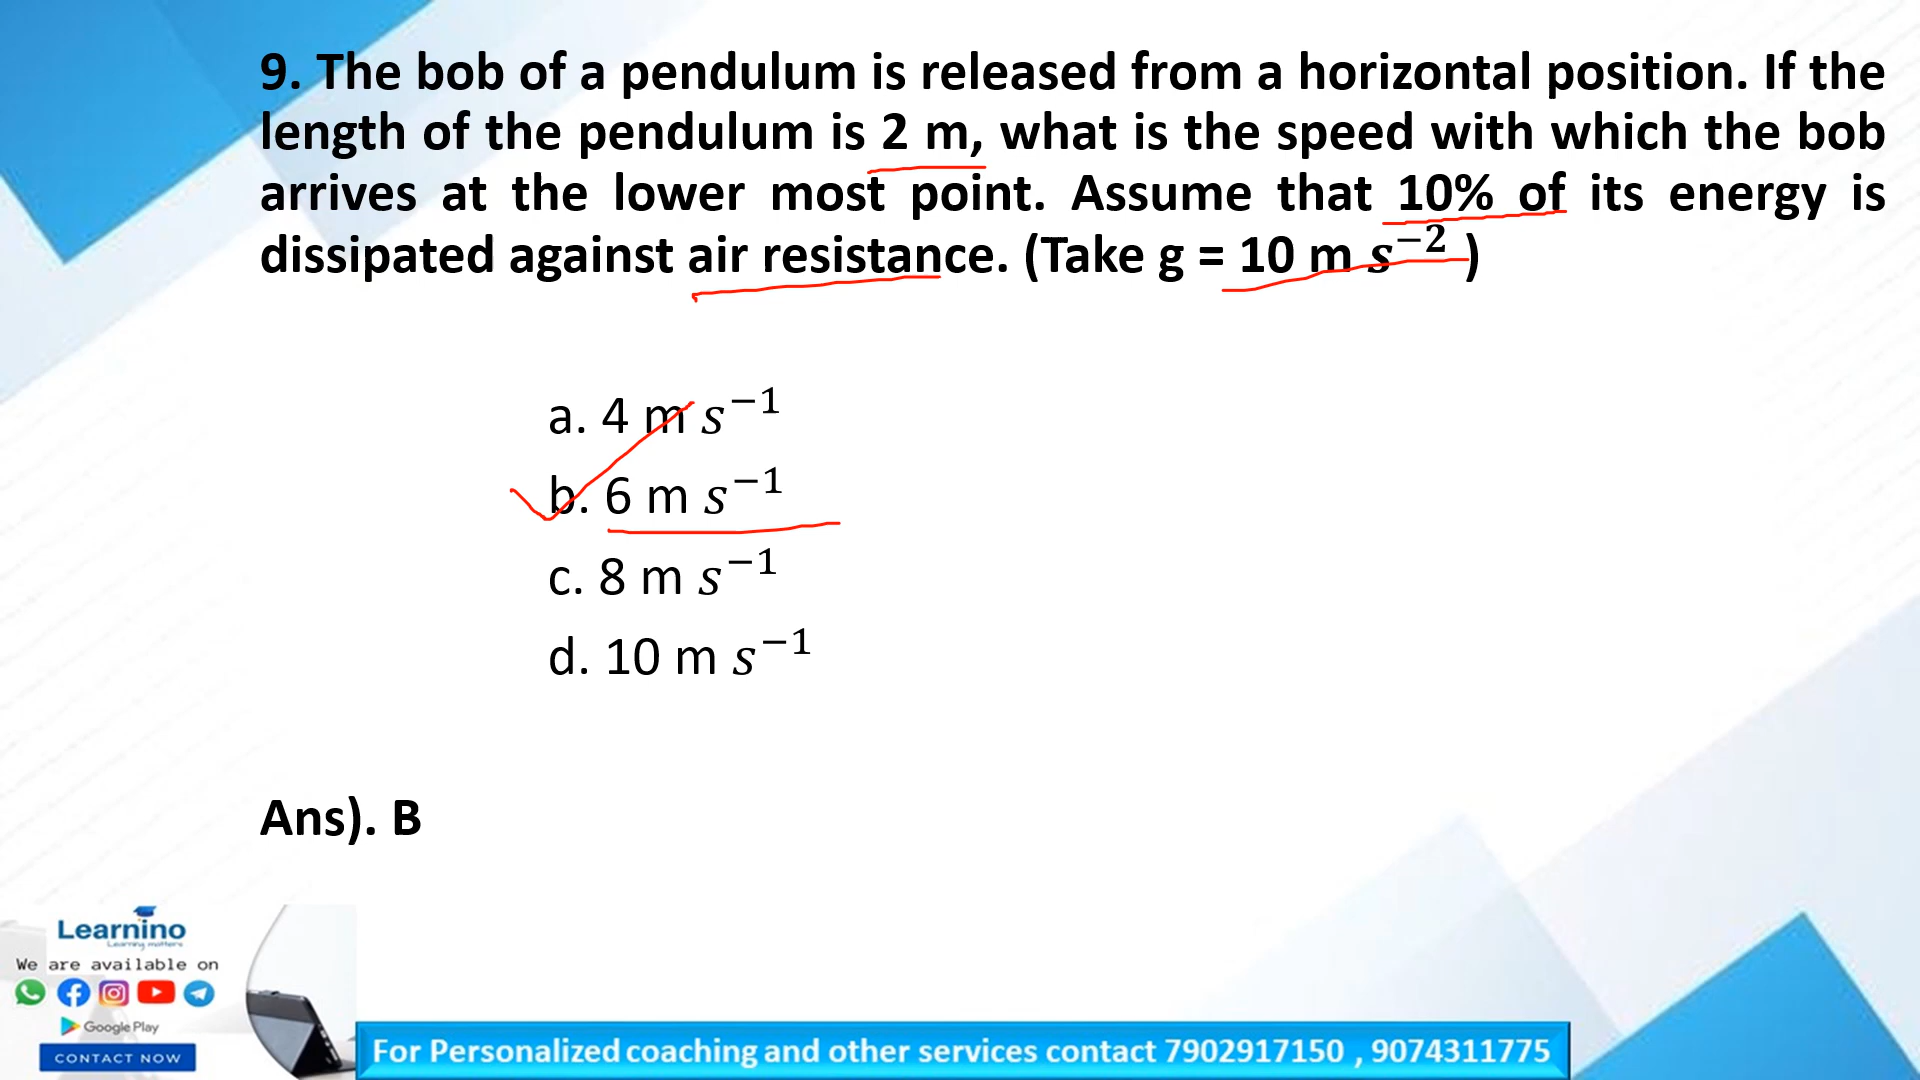 9. The bob of a pendulum is released from a horizontal position. If the
length of the pendulum is 2 m, what is the speed with which the bob
arrives at the lower most point. Assume that 10% of its energy is
dissipated against air resistance. (Take g = 10 m s⁻² )
a. 4 m s⁻¹
b. 6 m s⁻¹
c. 8 m s⁻¹
d. 10 m s⁻¹
Ans). B
Learnino
Learning matters
We are available on
Google Play
CONTACT NOW
For Personalized coaching and other services contact 7902917150 , 9074311775